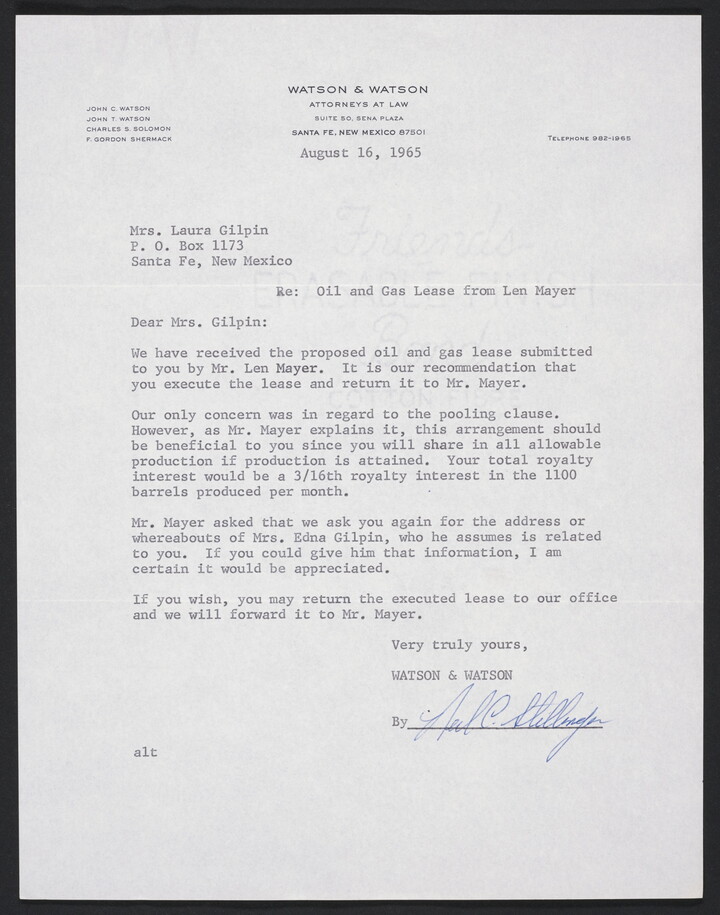 WATSON & WATSON
ATTORNEYS AT LAW
SUITE 50, SENA PLAZA
SANTA FE, NEW MEXICO 87501
JOHN C. WATSON
JOHN T. WATSON
CHARLES S. SOLOMON
F. GORDON SHERMACK
TELEPHONE 982-1965
August 16, 1965
Mrs. Laura Gilpin
P. O. Box 1173
Santa Fe, New Mexico
Re: Oil and Gas Lease from Len Mayer
Dear Mrs. Gilpin:
We have received the proposed oil and gas lease submitted
to you by Mr. Len Mayer. It is our recommendation that
you execute the lease and return it to Mr. Mayer.
Our only concern was in regard to the pooling clause.
However, as Mr. Mayer explains it, this arrangement should
be beneficial to you since you will share in all allowable
production if production is attained. Your total royalty
interest would be a 3/16th royalty interest in the 1100
barrels produced per month.
Mr. Mayer asked that we ask you again for the address or
whereabouts of Mrs. Edna Gilpin, who he assumes is related
to you. If you could give him that information, I am
certain it would be appreciated.
If you wish, you may return the executed lease to our office
and we will forward it to Mr. Mayer.
Very truly yours,
WATSON & WATSON
By Neil C. Stillinger
alt
Friends
ERASABLE FINISH
Bond
COTTON